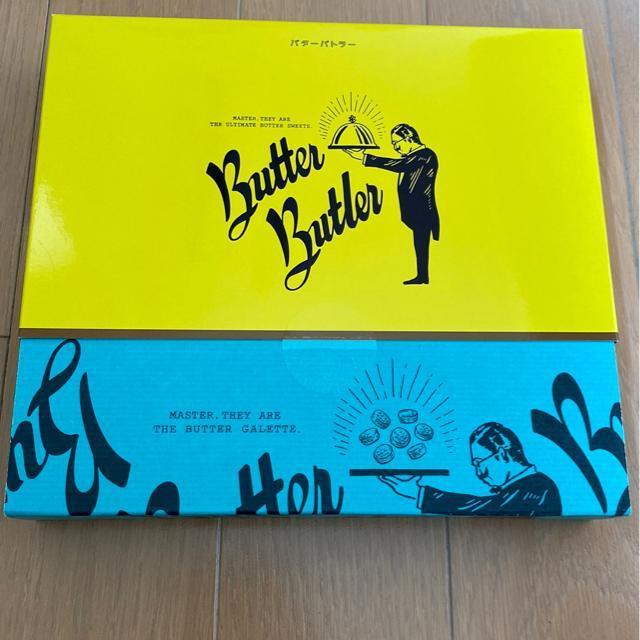 バターバトラー
MASTER, THEY ARE
THE ULTIMATE BUTTER SWEETS.
Butter
Butler
MASTER, THEY ARE
THE BUTTER GALETTE.